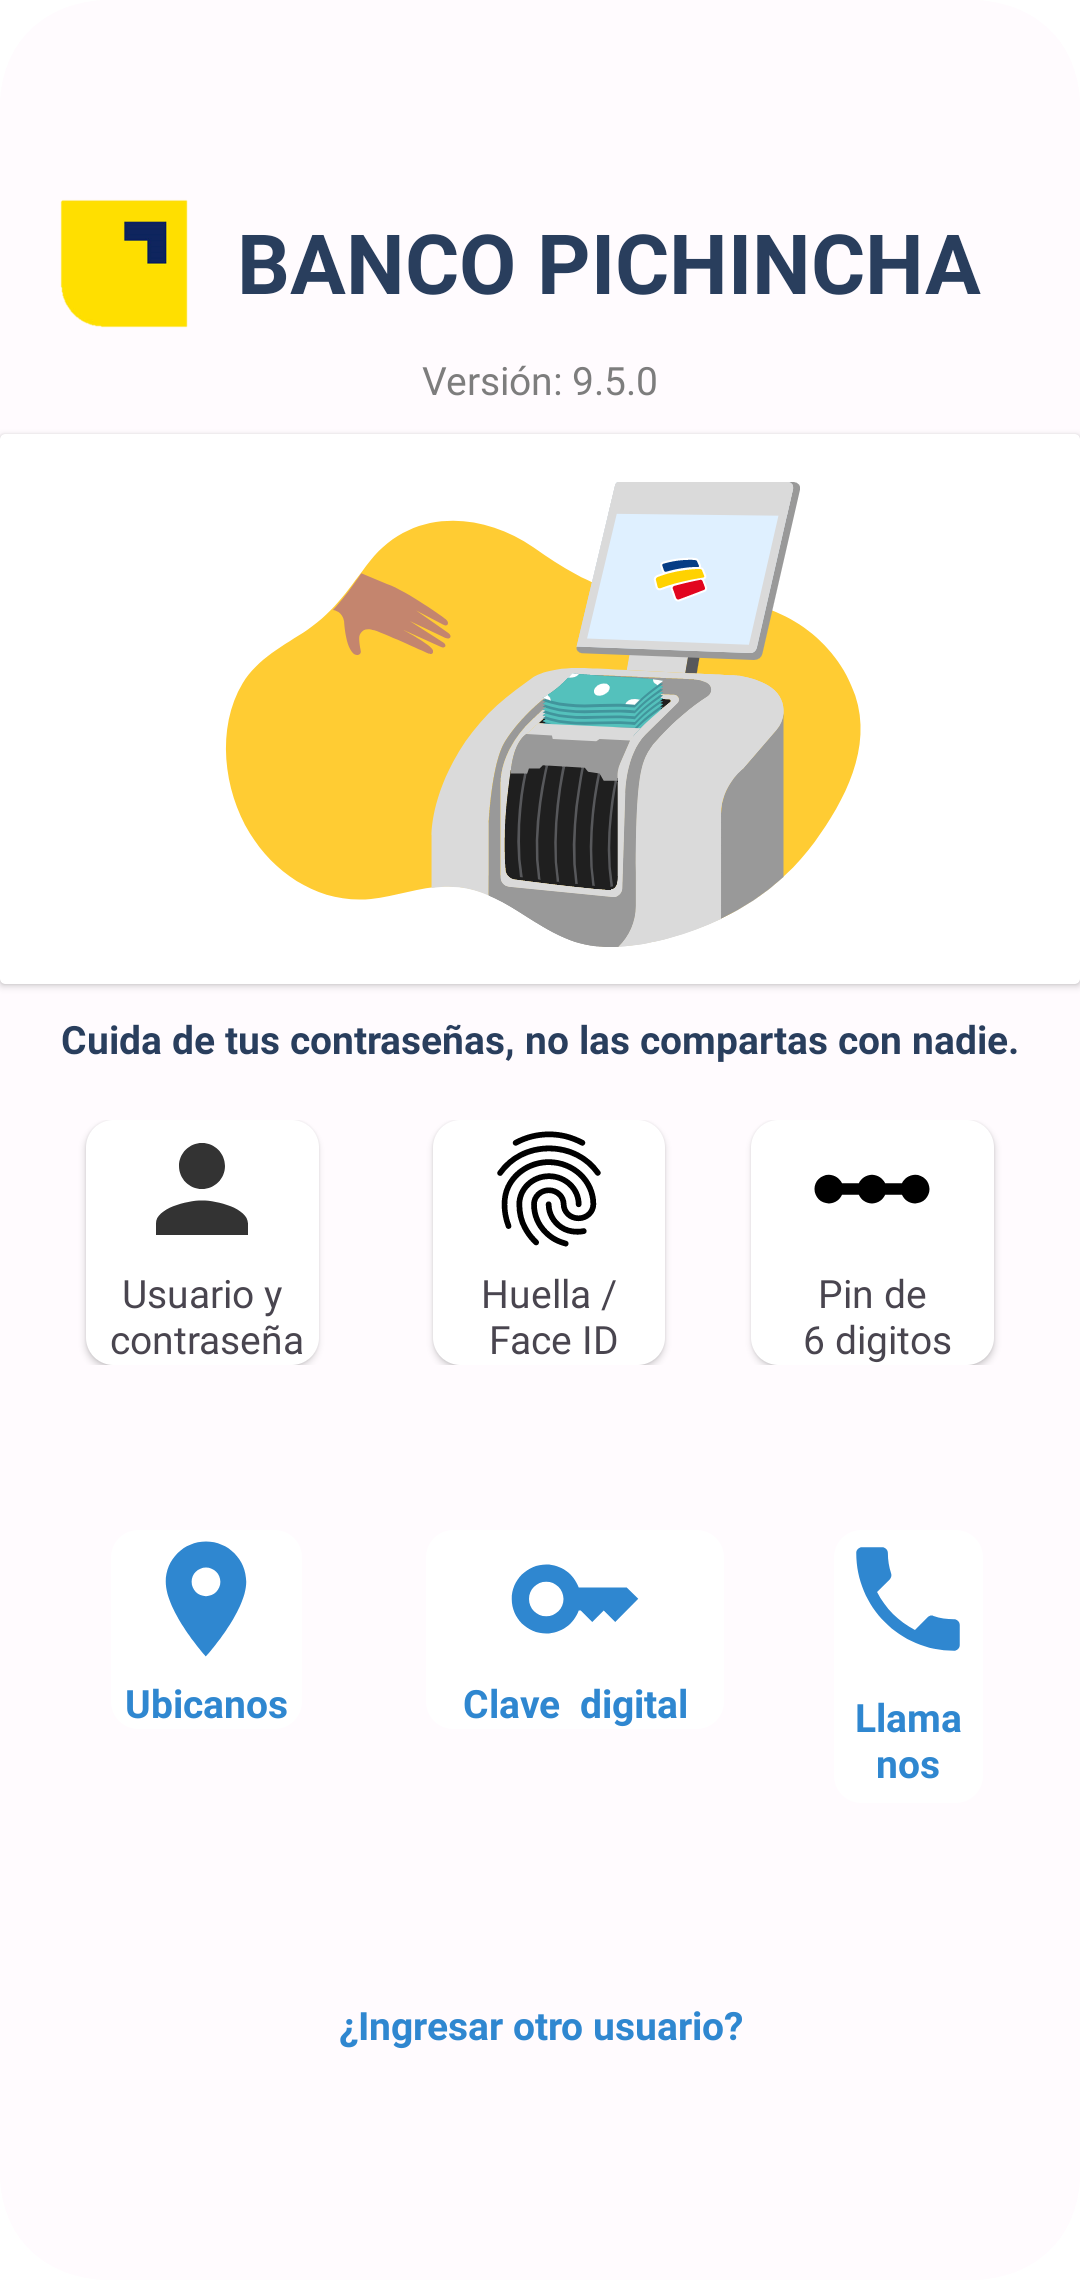 BANCO PICHINCHA
Versión: 9.5.0
Cuida de tus contraseñas, no las compartas con nadie.
Usuario y
contraseña
Huella /
Face ID
Pin de
6 digitos
Ubicanos
Clave digital
Llama
nos
¿Ingresar otro usuario?